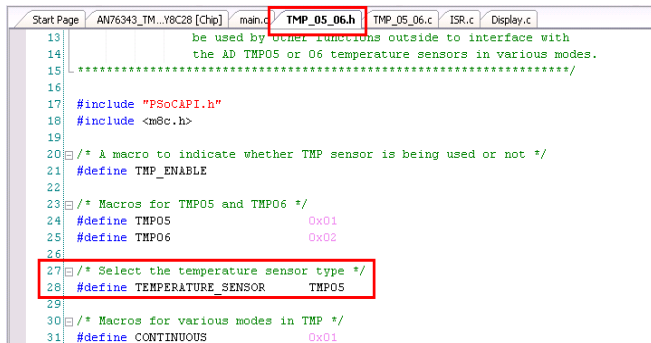 Start Page AN76343_TM...Y8C28 [Chip] main.c TMP_05_06.h TMP_05_06.c ISR.c Display.c
13 be used by other functions outside to interface with
14 the AD TMP05 or 06 temperature sensors in various modes.
15 *******************************************************************/
16
17 #include "PSoCAPI.h"
18 #include <m8c.h>
19
20 /* A macro to indicate whether TMP sensor is being used or not */
21 #define TMP_ENABLE
22
23 /* Macros for TMP05 and TMP06 */
24 #define TMP05 0x01
25 #define TMP06 0x02
26
27 /* Select the temperature sensor type */
28 #define TEMPERATURE_SENSOR TMP05
29
30 /* Macros for various modes in TMP */
31 #define CONTINUOUS 0x01